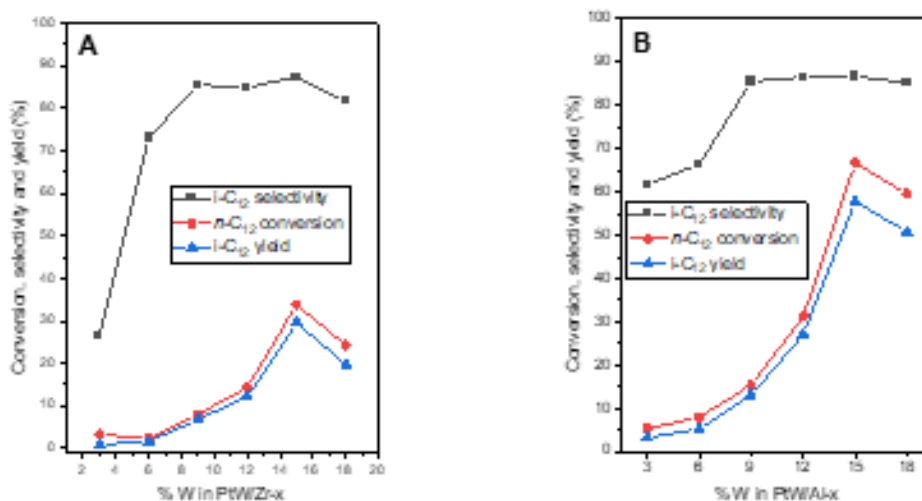 A
Conversion, selectivity and yield (%)
100
90
80
70
60
50
40
30
20
10
0
i-C12 selectivity
n-C12 conversion
i-C12 yield
2 4 6 8 10 12 14 16 18 20
% W in PtW/Zr-x
B
Conversion, selectivity and yield (%)
100
90
80
70
60
50
40
30
20
10
0
i-C12 selectivity
n-C12 conversion
i-C12 yield
3 6 9 12 15 18
% W in PtW/Al-x